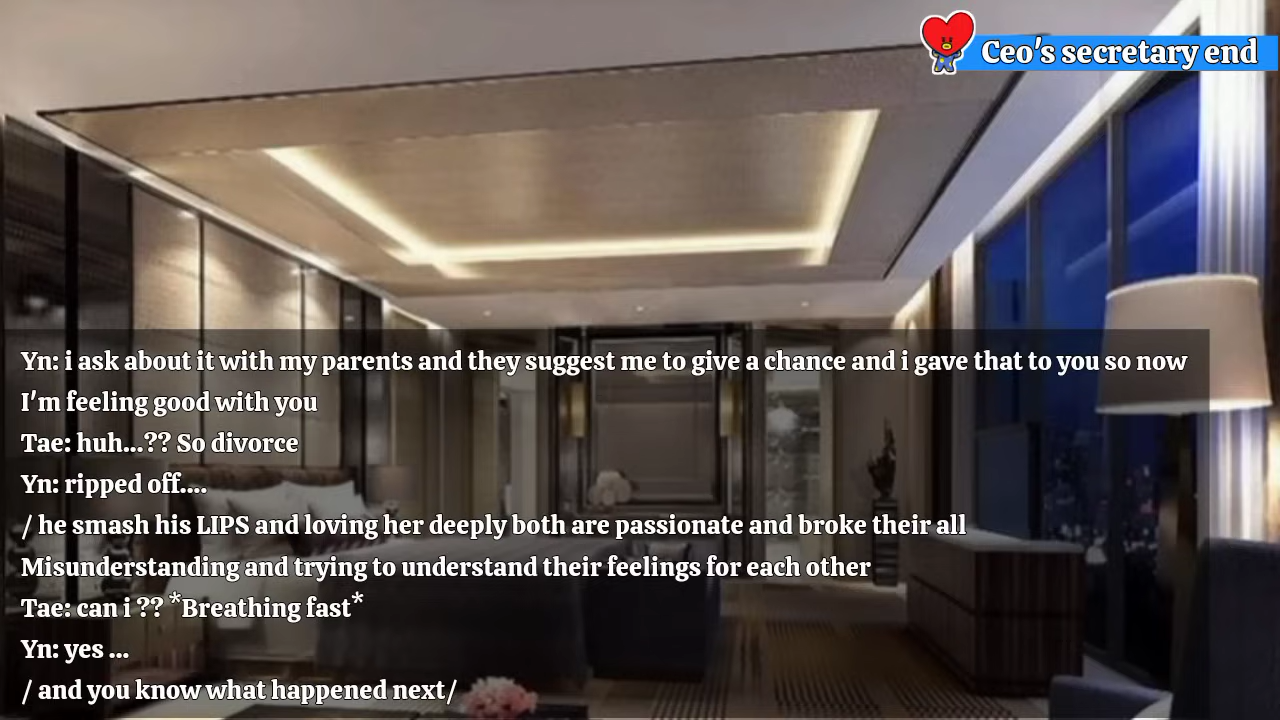 Ceo's secretary end
Yn: i ask about it with my parents and they suggest me to give a chance and i gave that to you so now
I'm feeling good with you
Tae: huh...?? So divorce
Yn: ripped off....
/ he smash his LIPS and loving her deeply both are passionate and broke their all
Misunderstanding and trying to understand their feelings for each other
Tae: can i ?? *Breathing fast*
Yn: yes ...
/ and you know what happened next/